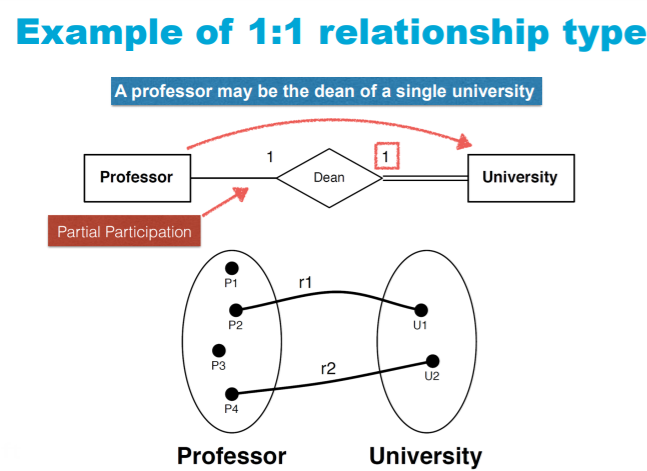 Example of 1:1 relationship type
A professor may be the dean of a single university
1
1
Professor
Dean
University
Partial Participation
P1
r1
P2
U1
P3
r2
U2
P4
Professor
University